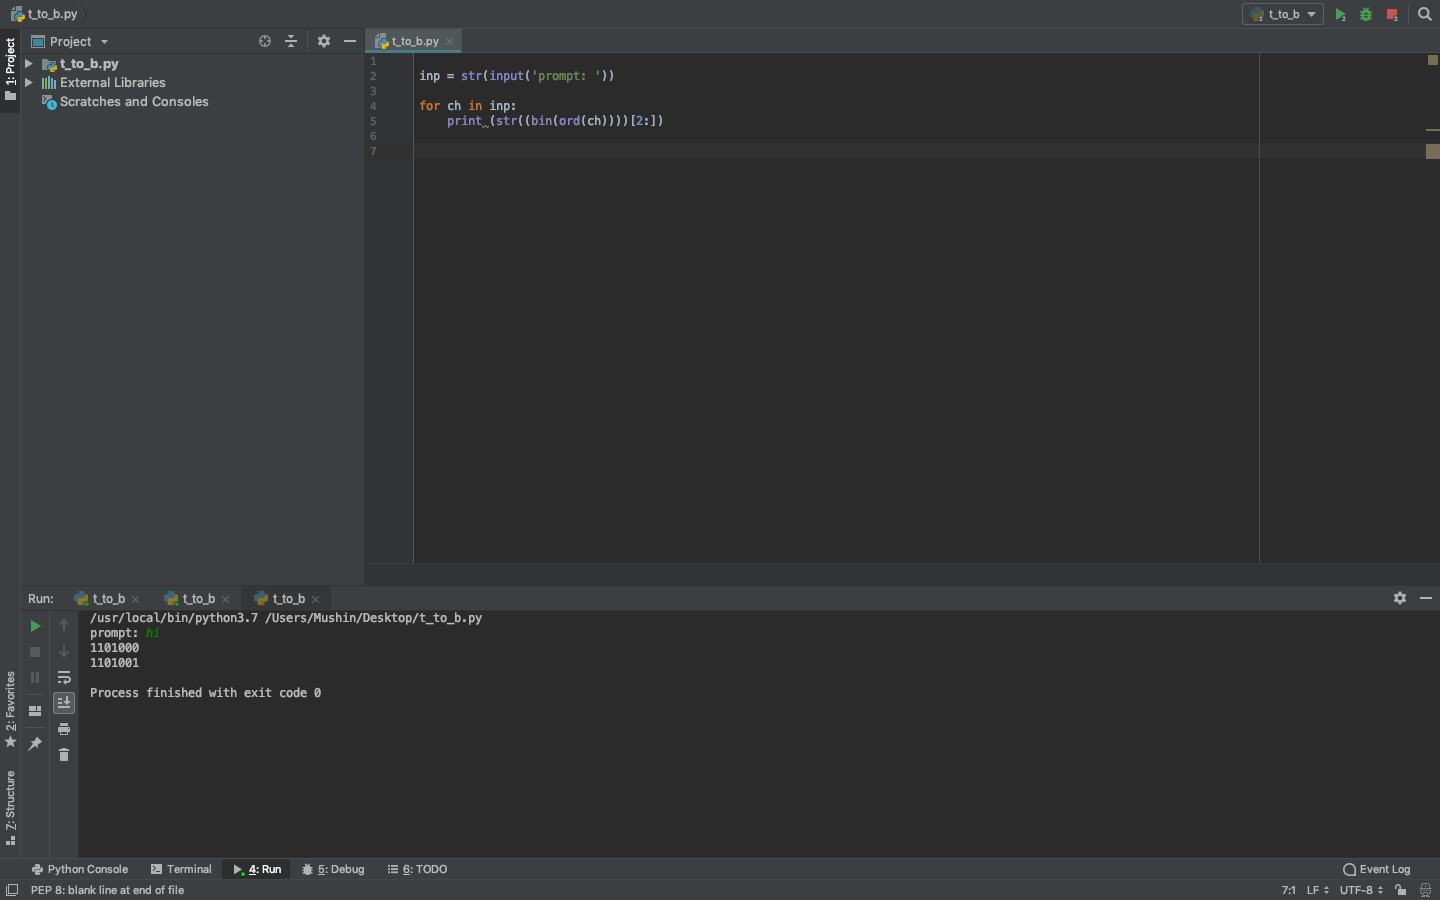 t_to_b.py
t_to_b
1: Project
Project
t_to_b.py
External Libraries
Scratches and Consoles
t_to_b.py
1
2 inp = str(input('prompt: '))
3
4 for ch in inp:
5 print (str((bin(ord(ch))))[2:])
6
7
Run: t_to_b t_to_b t_to_b
/usr/local/bin/python3.7 /Users/Mushin/Desktop/t_to_b.py
prompt: hi
1101000
1101001
Process finished with exit code 0
2: Favorites
7: Structure
Python Console Terminal 4: Run 5: Debug 6: TODO Event Log
PEP 8: blank line at end of file 7:1 LF UTF-8